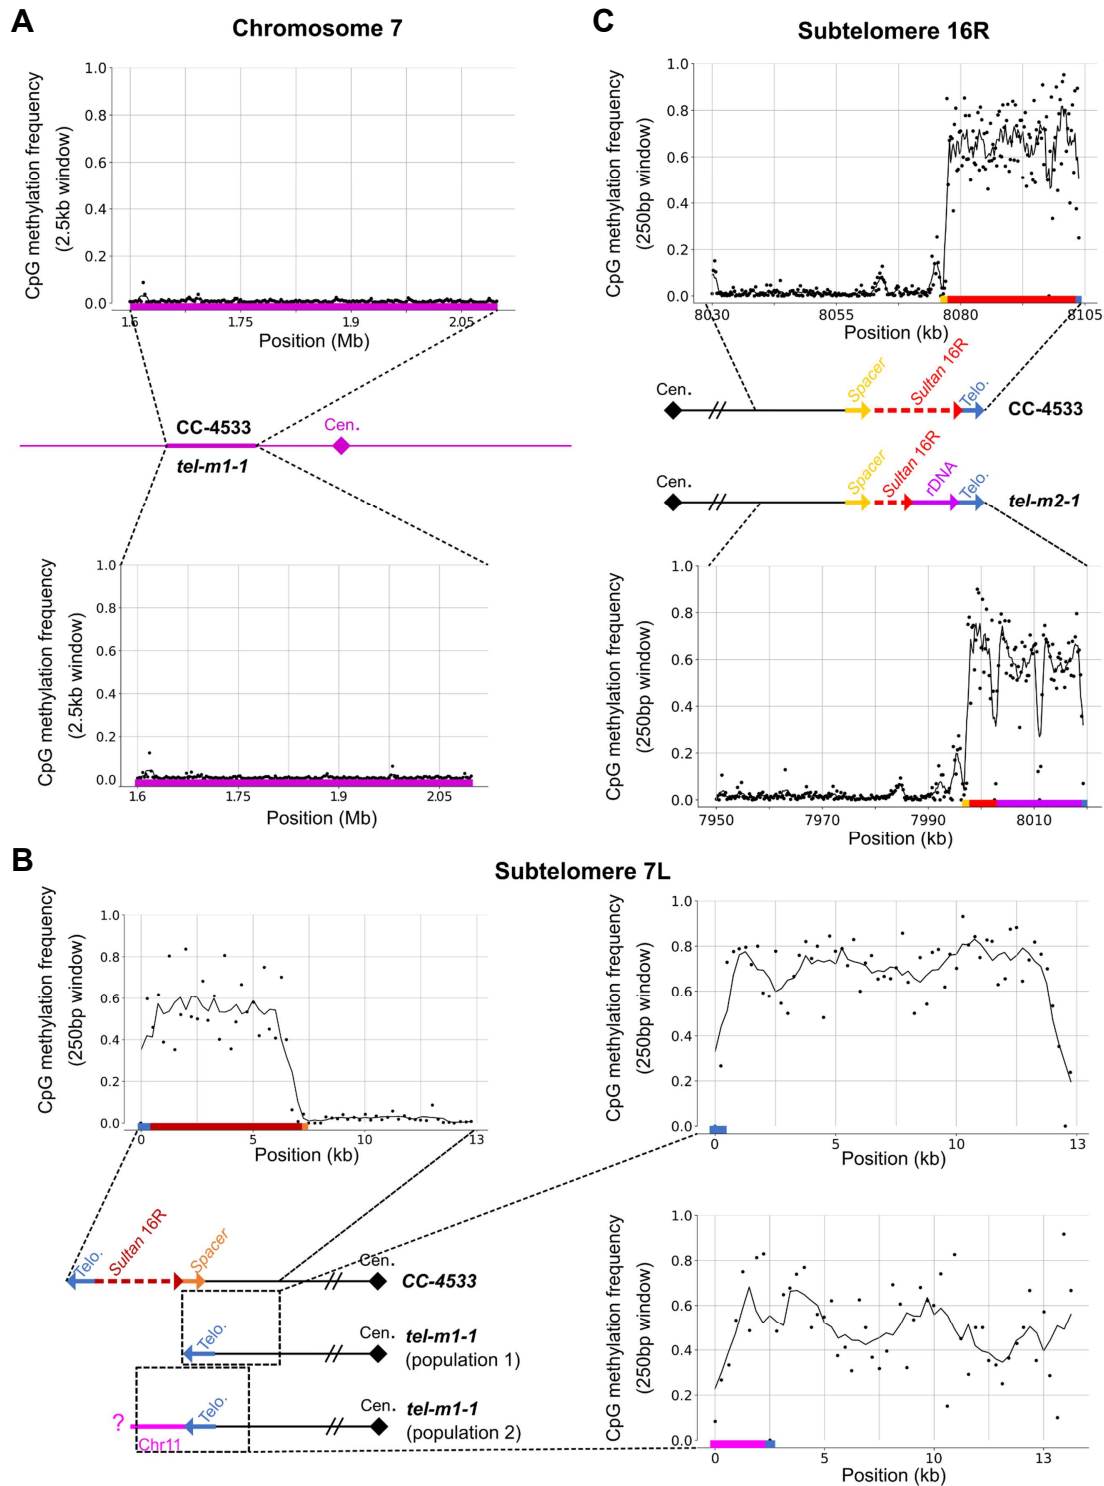 A
Chromosome 7
CpG methylation frequency
(2.5kb window)
1.0
0.8
0.6
0.4
0.2
0.0
1.6
1.75
1.9
2.05
Position (Mb)
CC-4533
tel-m1-1
Cen.
CpG methylation frequency
(2.5kb window)
1.0
0.8
0.6
0.4
0.2
0.0
1.6
1.75
1.9
2.05
Position (Mb)
C
Subtelomere 16R
CpG methylation frequency
(250bp window)
1.0
0.8
0.6
0.4
0.2
0.0
8030
8055
8080
8105
Position (kb)
Cen.
Spacer
Sultan 16R
Telo.
CC-4533
Cen.
Spacer
Sultan 16R
rDNA
Telo.
tel-m2-1
CpG methylation frequency
(250bp window)
1.0
0.8
0.6
0.4
0.2
0.0
7950
7970
7990
8010
Position (kb)
B
Subtelomere 7L
CpG methylation frequency
(250bp window)
1.0
0.8
0.6
0.4
0.2
0.0
0
5
10
13
Position (kb)
Telo.
Sultan 16R
Spacer
Cen.
CC-4533
Telo.
Cen.
tel-m1-1
(population 1)
?
Chr11
Telo.
Cen.
tel-m1-1
(population 2)
CpG methylation frequency
(250bp window)
1.0
0.8
0.6
0.4
0.2
0.0
0
5
10
13
Position (kb)
CpG methylation frequency
(250bp window)
1.0
0.8
0.6
0.4
0.2
0.0
0
5
10
13
Position (kb)